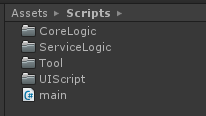 Assets ▸ Scripts ▸
CoreLogic
ServiceLogic
Tool
UIScript
main